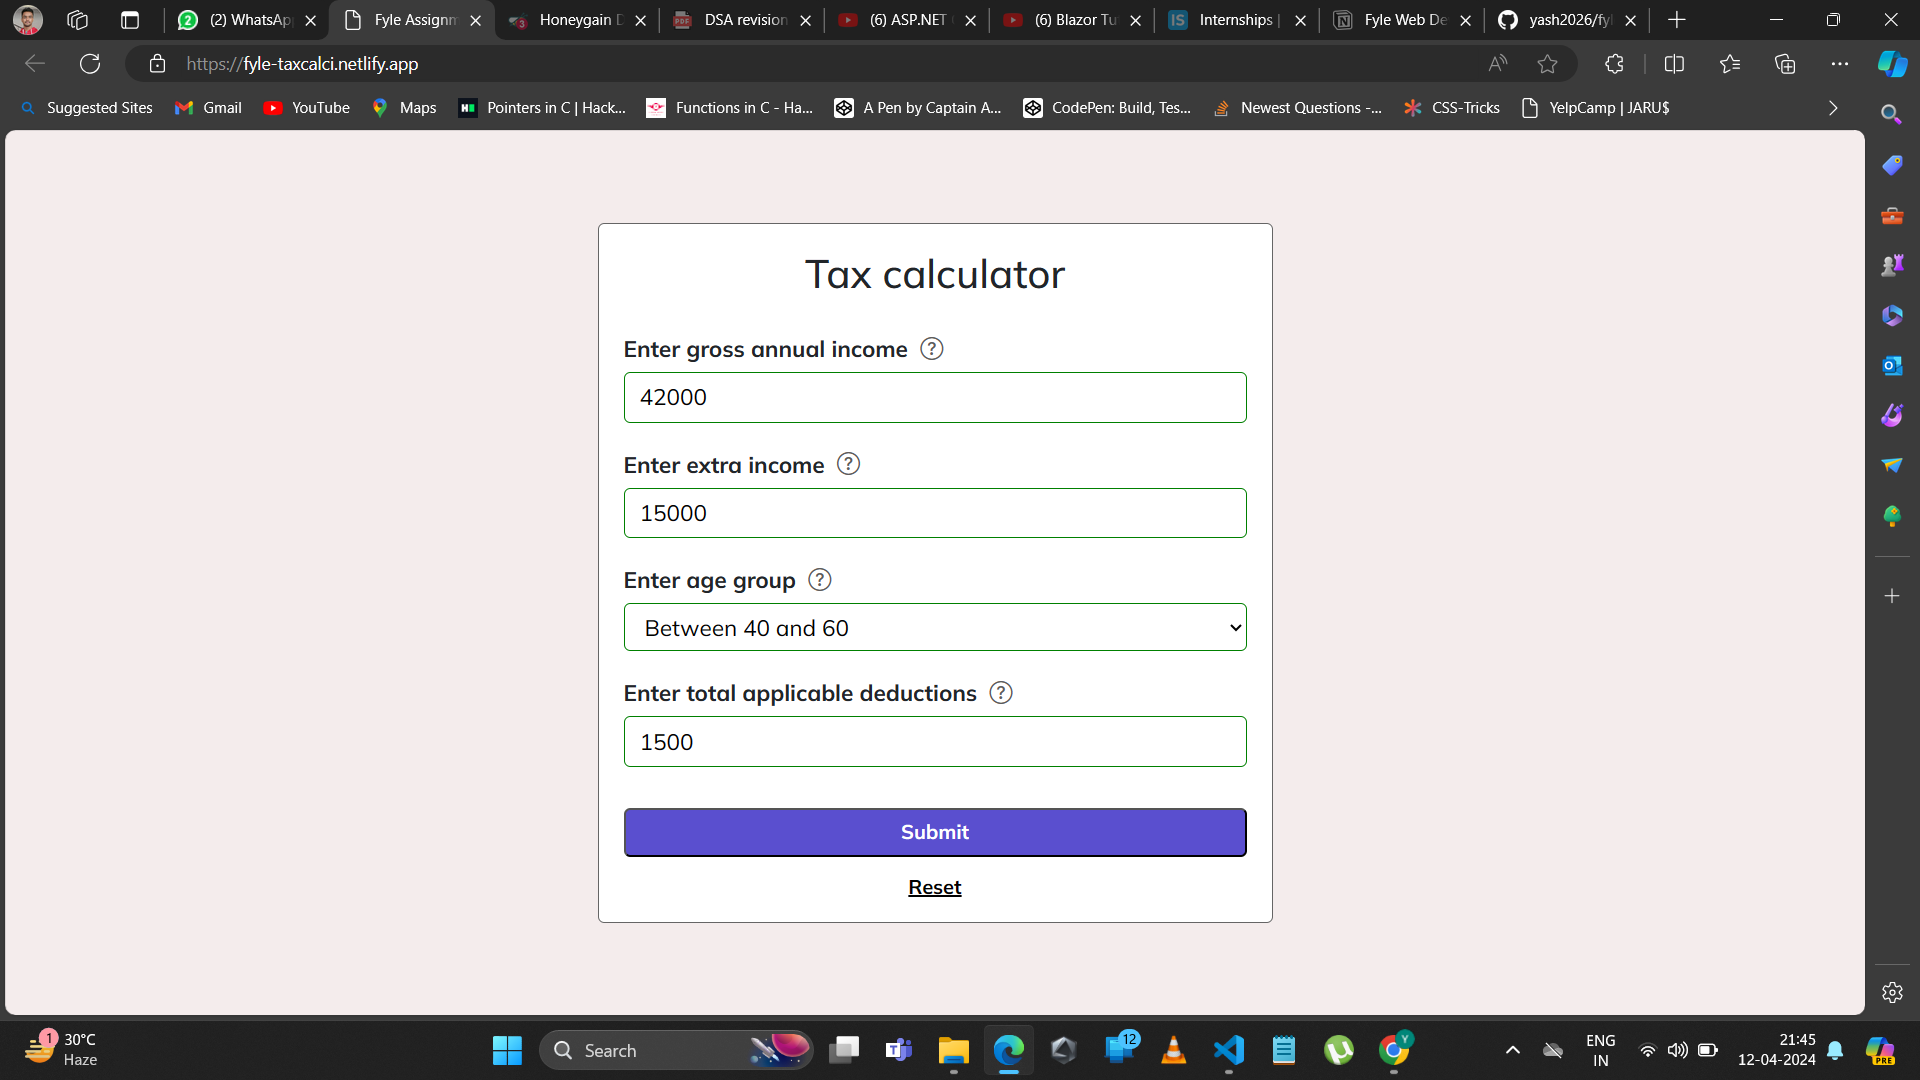 (2) WhatsAp
Fyle Assignm
Honeygain D
DSA revision
(6) ASP.NET
(6) Blazor Tu
Internships |
Fyle Web De
yash2026/fyl
https://fyle-taxcalci.netlify.app
Suggested Sites
Gmail
YouTube
Maps
Pointers in C | Hack...
Functions in C - Ha...
A Pen by Captain A...
CodePen: Build, Tes...
Newest Questions -...
CSS-Tricks
YelpCamp | JARU$
Tax calculator
Enter gross annual income ?
42000
Enter extra income ?
15000
Enter age group ?
Between 40 and 60
Enter total applicable deductions ?
1500
Submit
Reset
1
30°C
Haze
Search
12
Y
ENG
IN
21:45
12-04-2024
PRE